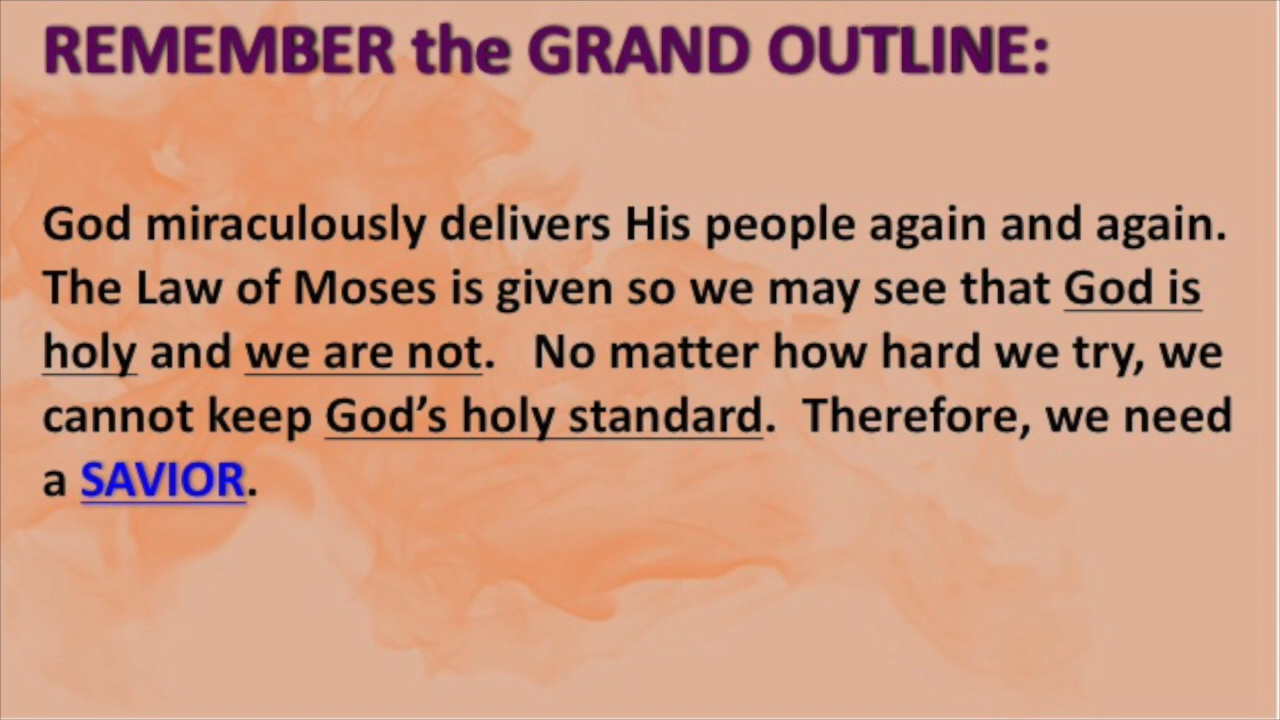 REMEMBER the GRAND OUTLINE:
God miraculously delivers His people again and again.
The Law of Moses is given so we may see that God is
holy and we are not.   No matter how hard we try, we
cannot keep God’s holy standard.  Therefore, we need
a SAVIOR.